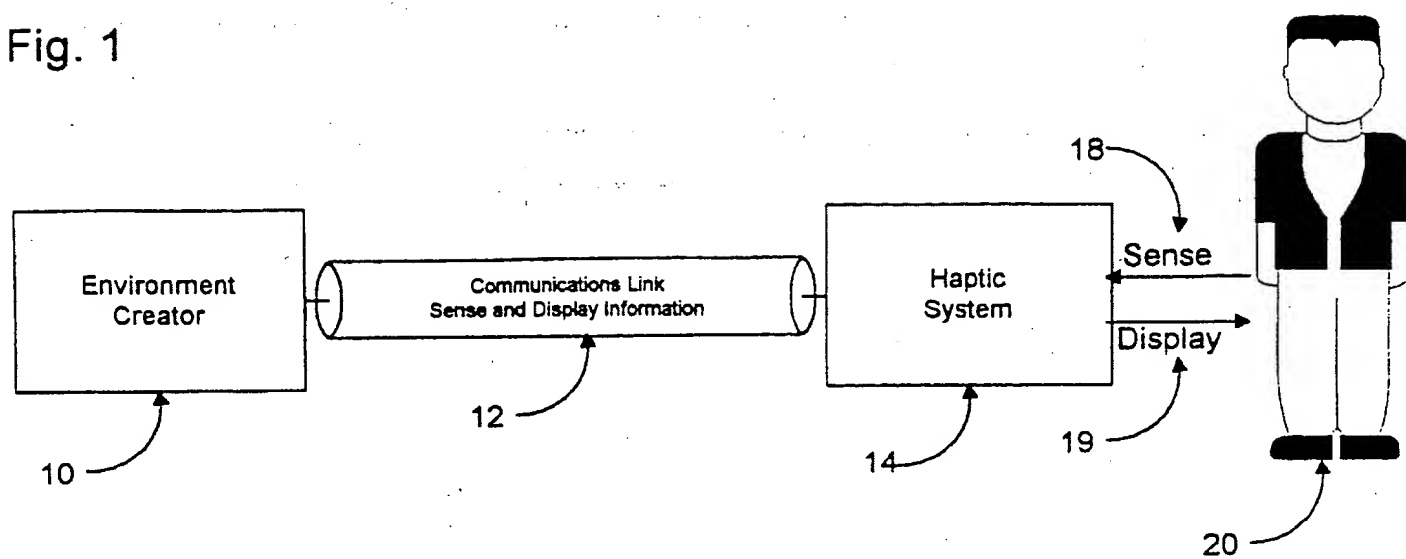 Fig. 1
18
Environment
Creator
Communications Link
Sense and Display Information
Haptic
System
Sense
Display
10
12
14
19
20